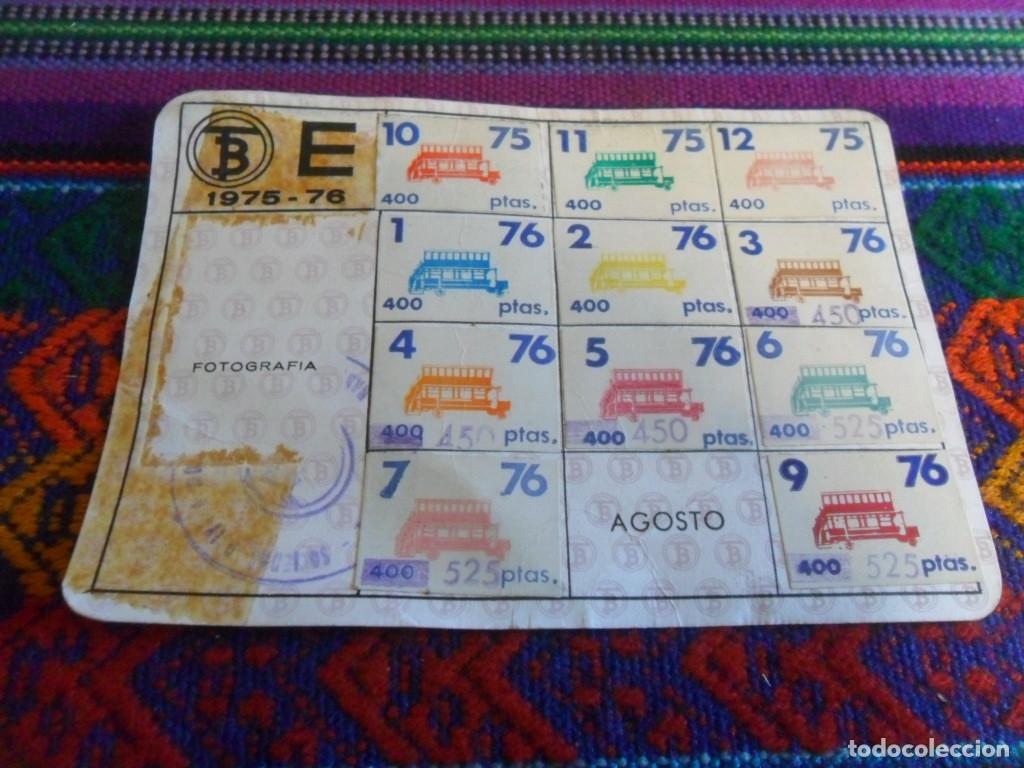 TB E
1975 - 76
10 75
400 ptas.
11 75
400 ptas.
12 75
400 ptas.
1 76
400 ptas.
2 76
400 ptas.
3 76
400 450 ptas.
FOTOGRAFIA
4 76
400 450 ptas.
5 76
400 450 ptas.
6 76
400 525 ptas.
7 76
400 525 ptas.
AGOSTO
9 76
400 525 ptas.
todocoleccion